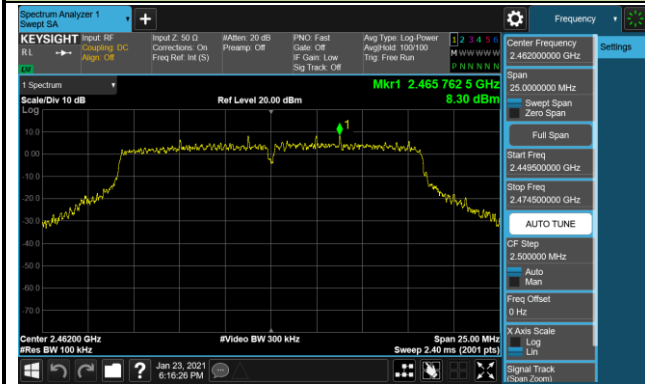 Spectrum Analyzer 1
Swept SA
Frequency
KEYSIGHT
RL
Input: RF
Coupling: DC
Align: Off
Input Z: 50 Ω
Corrections: On
Freq Ref: Int (S)
#Atten: 20 dB
Preamp: Off
PNO: Fast
Gate: Off
IF Gain: Low
Sig Track: Off
Avg Type: Log-Power
Avg|Hold: 100/100
Trig: Free Run
1 2 3 4 5 6
M W W W W W
P N N N N N
1 Spectrum
Mkr1 2.465 762 5 GHz
8.30 dBm
Scale/Div 10 dB
Ref Level 20.00 dBm
Log
1
10.0
0.00
-10.0
-20.0
-30.0
-40.0
-50.0
-60.0
-70.0
Center 2.46200 GHz
#Video BW 300 kHz
Span 25.00 MHz
#Res BW 100 kHz
Sweep 2.40 ms (2001 pts)
Jan 23, 2021
6:16:26 PM
Center Frequency
2.462000000 GHz
Settings
Span
25.0000000 MHz
Swept Span
Zero Span
Full Span
Start Freq
2.449500000 GHz
Stop Freq
2.474500000 GHz
AUTO TUNE
CF Step
2.500000 MHz
Auto
Man
Freq Offset
0 Hz
X Axis Scale
Log
Lin
Signal Track
(Span Zoom)